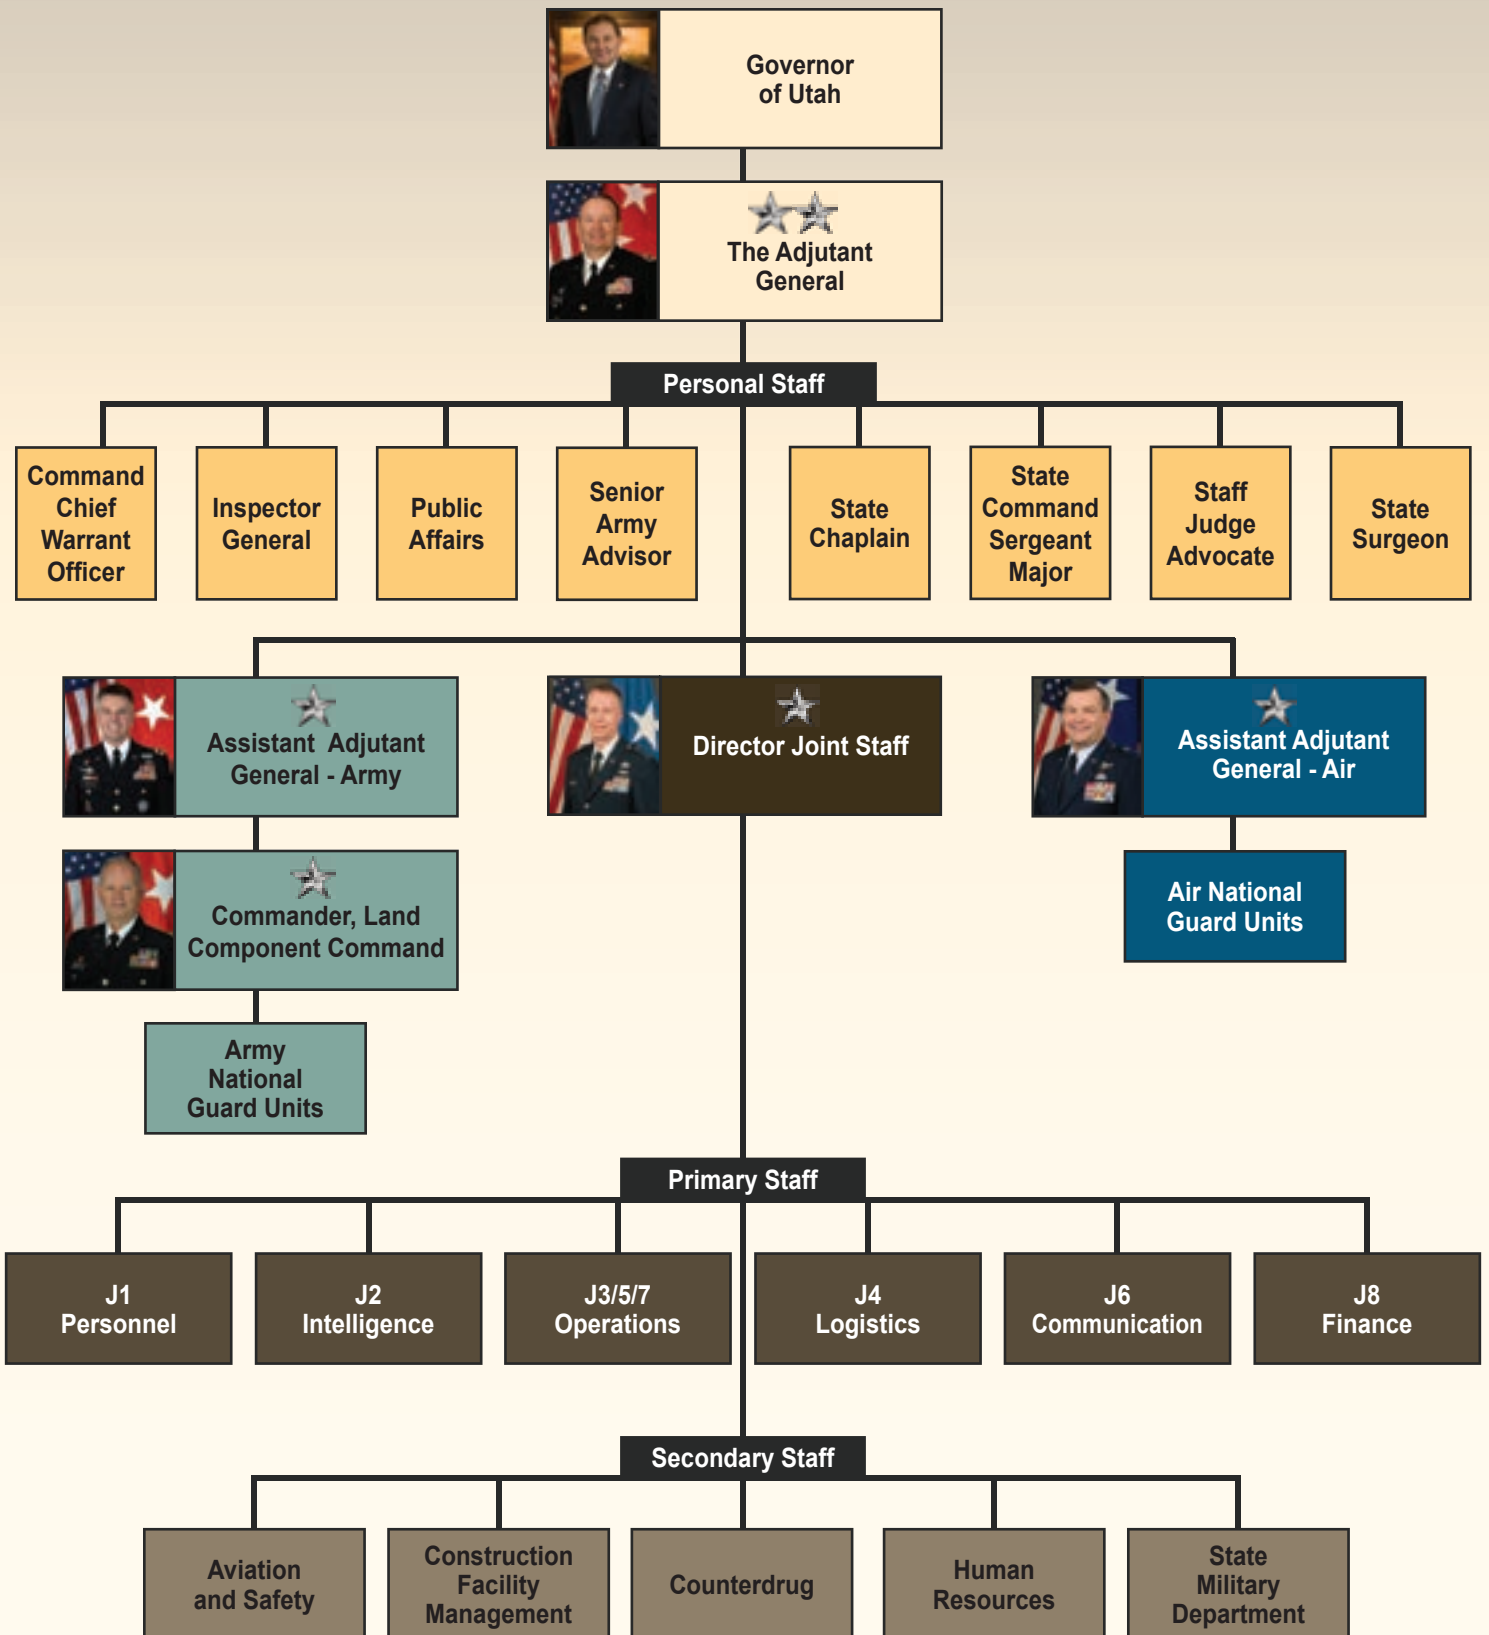 Governor
of Utah
The Adjutant
General
Personal Staff
Command
Chief
Warrant
Officer
Inspector
General
Public
Affairs
Senior
Army
Advisor
State
Chaplain
State
Command
Sergeant
Major
Staff
Judge
Advocate
State
Surgeon
Assistant Adjutant
General - Army
Director Joint Staff
Assistant Adjutant
General - Air
Commander, Land
Component Command
Air National
Guard Units
Army
National
Guard Units
Primary Staff
J1
Personnel
J2
Intelligence
J3/5/7
Operations
J4
Logistics
J6
Communication
J8
Finance
Secondary Staff
Aviation
and Safety
Construction
Facility
Management
Counterdrug
Human
Resources
State
Military
Department